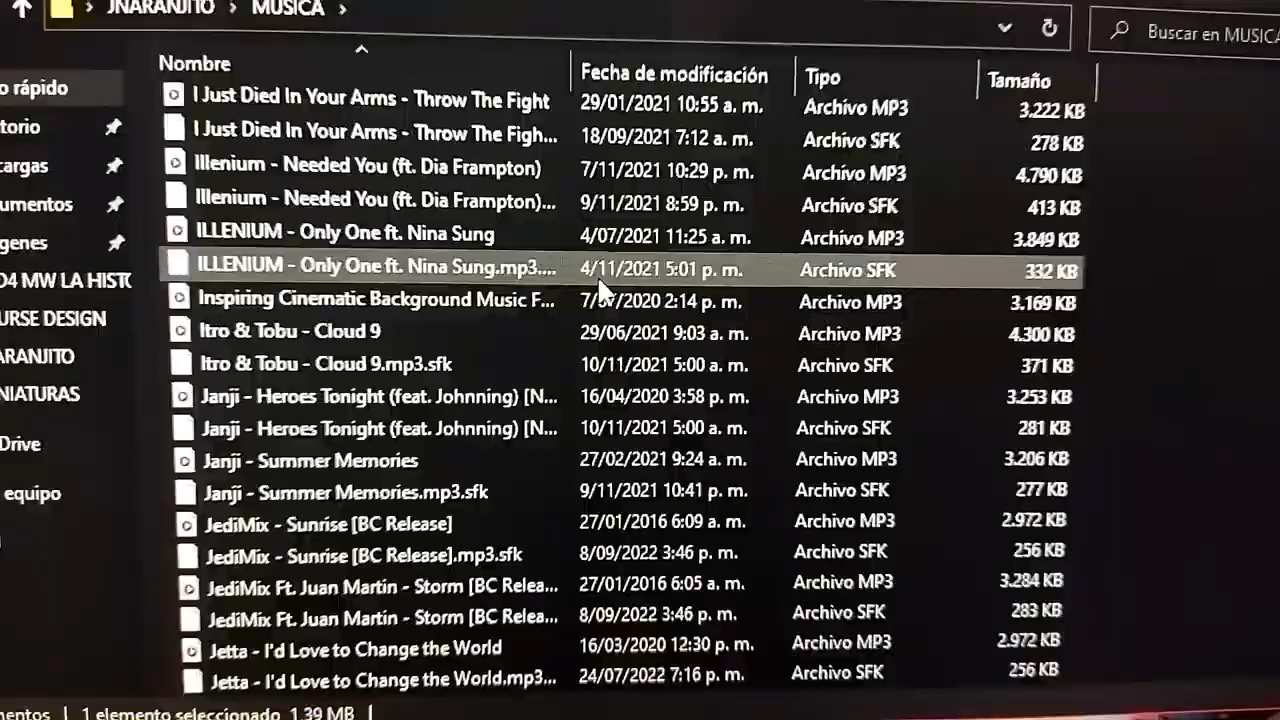 JNARANJITO > MUSICA >
Buscar en MUSICA
Nombre Fecha de modificación Tipo Tamaño
I Just Died In Your Arms - Throw The Fight 29/01/2021 10:55 a. m. Archivo MP3 3.222 KB
I Just Died In Your Arms - Throw The Figh... 18/09/2021 7:12 a. m. Archivo SFK 278 KB
Illenium - Needed You (ft. Dia Frampton) 7/11/2021 10:29 p. m. Archivo MP3 4.790 KB
Illenium - Needed You (ft. Dia Frampton)... 9/11/2021 8:59 p. m. Archivo SFK 413 KB
ILLENIUM - Only One ft. Nina Sung 4/07/2021 11:25 a. m. Archivo MP3 3.849 KB
ILLENIUM - Only One ft. Nina Sung.mp3.... 4/11/2021 5:01 p. m. Archivo SFK 332 KB
Inspiring Cinematic Background Music F... 2:14 p. m. Archivo MP3 3.169 KB
Itro & Tobu - Cloud 9 29/06/2021 9:03 a. m. Archivo MP3 4.300 KB
Itro & Tobu - Cloud 9.mp3.sfk 10/11/2021 5:00 a. m. Archivo SFK 371 KB
Janji - Heroes Tonight (feat. Johnning) [N... 16/04/2020 3:58 p. m. Archivo MP3 3.253 KB
Janji - Heroes Tonight (feat. Johnning) [N... 10/11/2021 5:00 a. m. Archivo SFK 281 KB
Janji - Summer Memories 27/02/2021 9:24 a. m. Archivo MP3 3.206 KB
Janji - Summer Memories.mp3.sfk 9/11/2021 10:41 p. m. Archivo SFK 277 KB
JediMix - Sunrise [BC Release] 27/01/2016 6:09 a. m. Archivo MP3 2.972 KB
JediMix - Sunrise [BC Release].mp3.sfk 8/09/2022 3:46 p. m. Archivo SFK 256 KB
JediMix Ft. Juan Martin - Storm [BC Relea... 27/01/2016 6:05 a. m. Archivo MP3 3.284 KB
JediMix Ft. Juan Martin - Storm [BC Relea... 8/09/2022 3:46 p. m. Archivo SFK 283 KB
Jetta - I'd Love to Change the World 16/03/2020 12:30 p. m. Archivo MP3 2.972 KB
Jetta - I'd Love to Change the World.mp3... 24/07/2022 7:16 p. m. Archivo SFK 256 KB
o rápido
torio
cargas
umentos
genes
O4 MW LA HISTO
URSE DESIGN
ARANJITO
NIATURAS
Drive
equipo
mentos | 1 elemento seleccionado 1,39 MB |